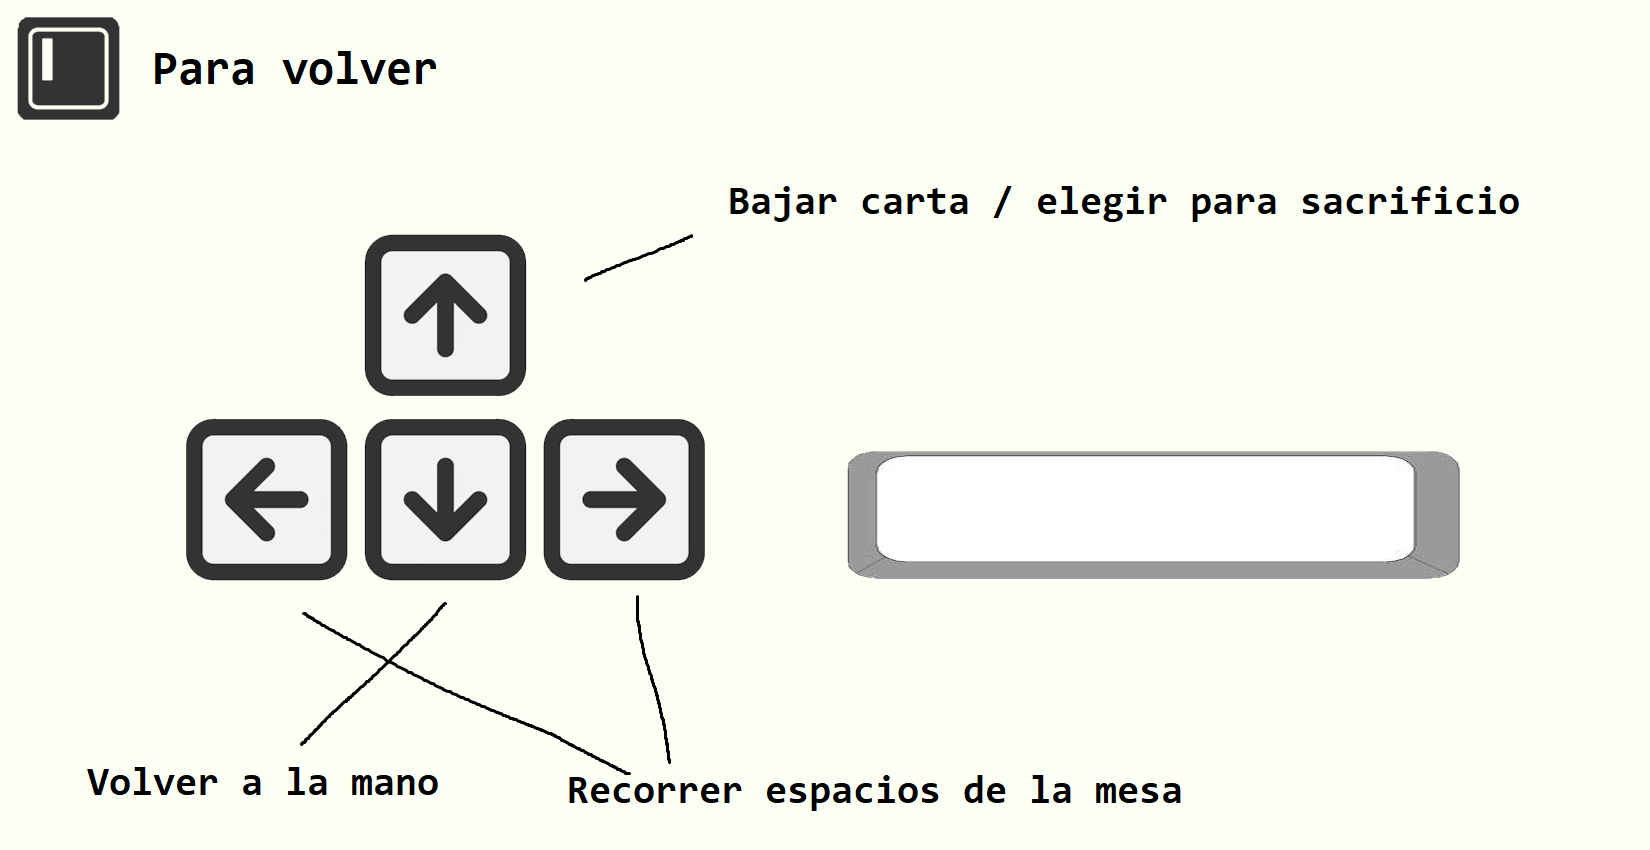 Para volver
Bajar carta / elegir para sacrificio
Volver a la mano
Recorrer espacios de la mesa